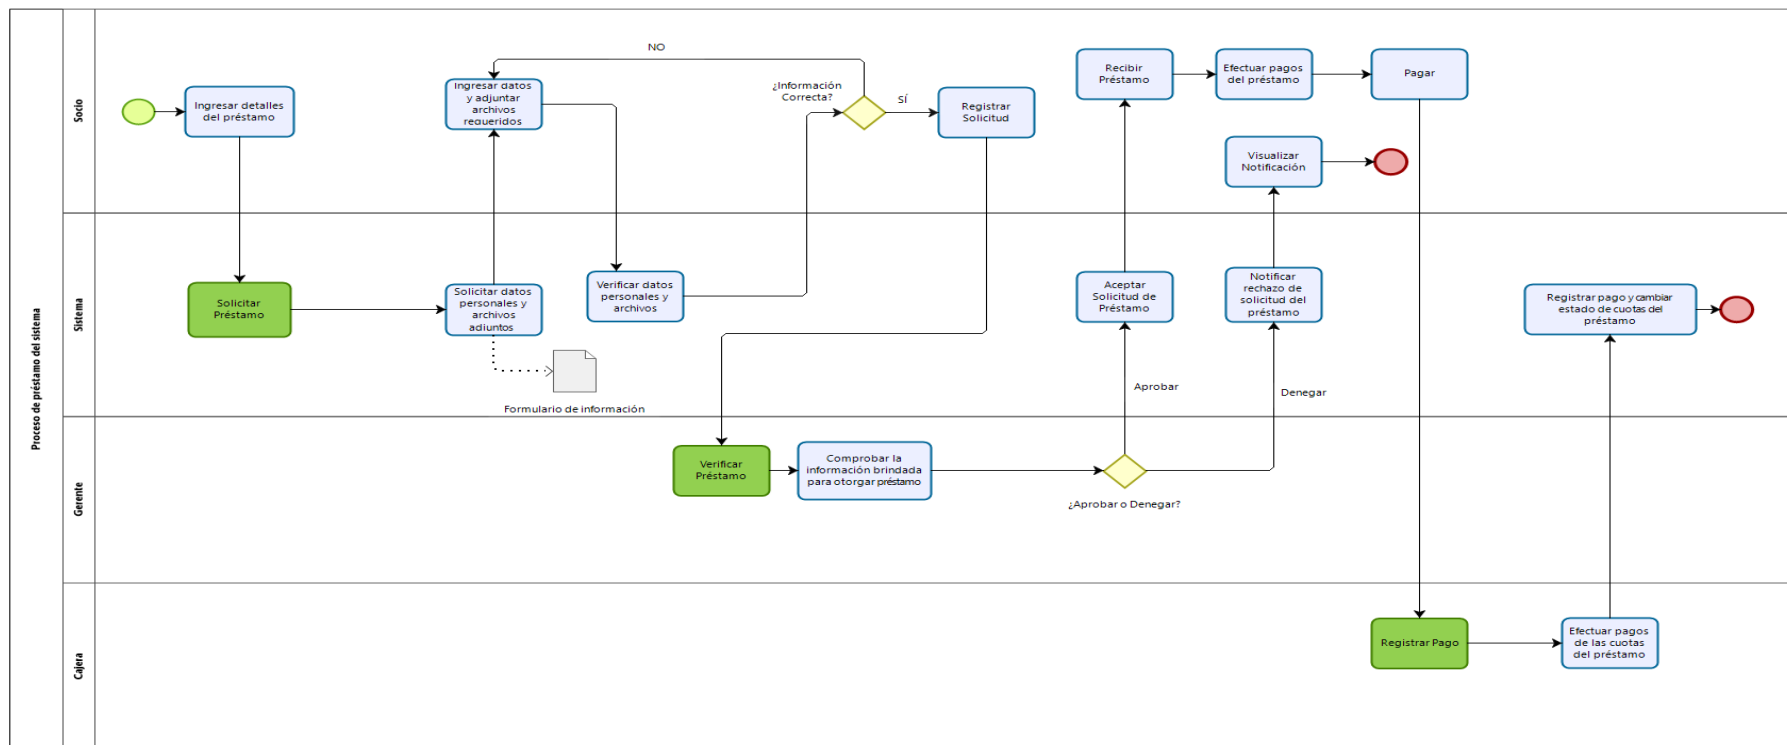 Proceso de préstamo del sistema
Socio
Ingresar detalles
del préstamo
Ingresar datos
y adjuntar
archivos
requeridos
NO
¿Información
Correcta?
SÍ
Registrar
Solicitud
Recibir
Préstamo
Efectuar pagos
del préstamo
Pagar
Visualizar
Notificación
Sistema
Solicitar
Préstamo
Solicitar datos
personales y
archivos
adjuntos
Formulario de información
Verificar datos
personales y
archivos
Aceptar
Solicitud de
Préstamo
Notificar
rechazo de
solicitud del
préstamo
Registrar pago y cambiar
estado de cuotas del
préstamo
Aprobar
Denegar
Gerente
Verificar
Préstamo
Comprobar la
información brindada
para otorgar préstamo
¿Aprobar o Denegar?
Cajera
Registrar Pago
Efectuar pagos
de las cuotas
del préstamo